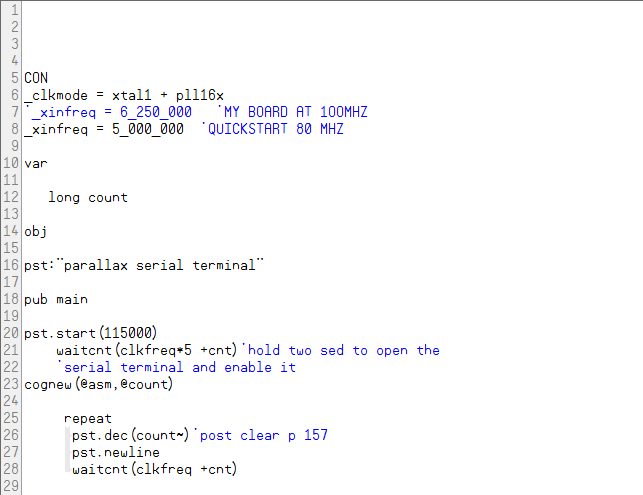 1
2
3
4
5 CON
6 _clkmode = xtal1 + pll16x
7 '_xinfreq = 6_250_000   'MY BOARD AT 100MHZ
8 _xinfreq = 5_000_000  'QUICKSTART 80 MHZ
9
10 var
11
12    long count
13
14 obj
15
16 pst:"parallax serial terminal"
17
18 pub main
19
20 pst.start(115000)
21     waitcnt(clkfreq*5 +cnt)'hold two sed to open the
22     'serial terminal and enable it
23 cognew(@asm,@count)
24
25      repeat
26       pst.dec(count~)'post clear p 157
27       pst.newline
28       waitcnt(clkfreq +cnt)
29